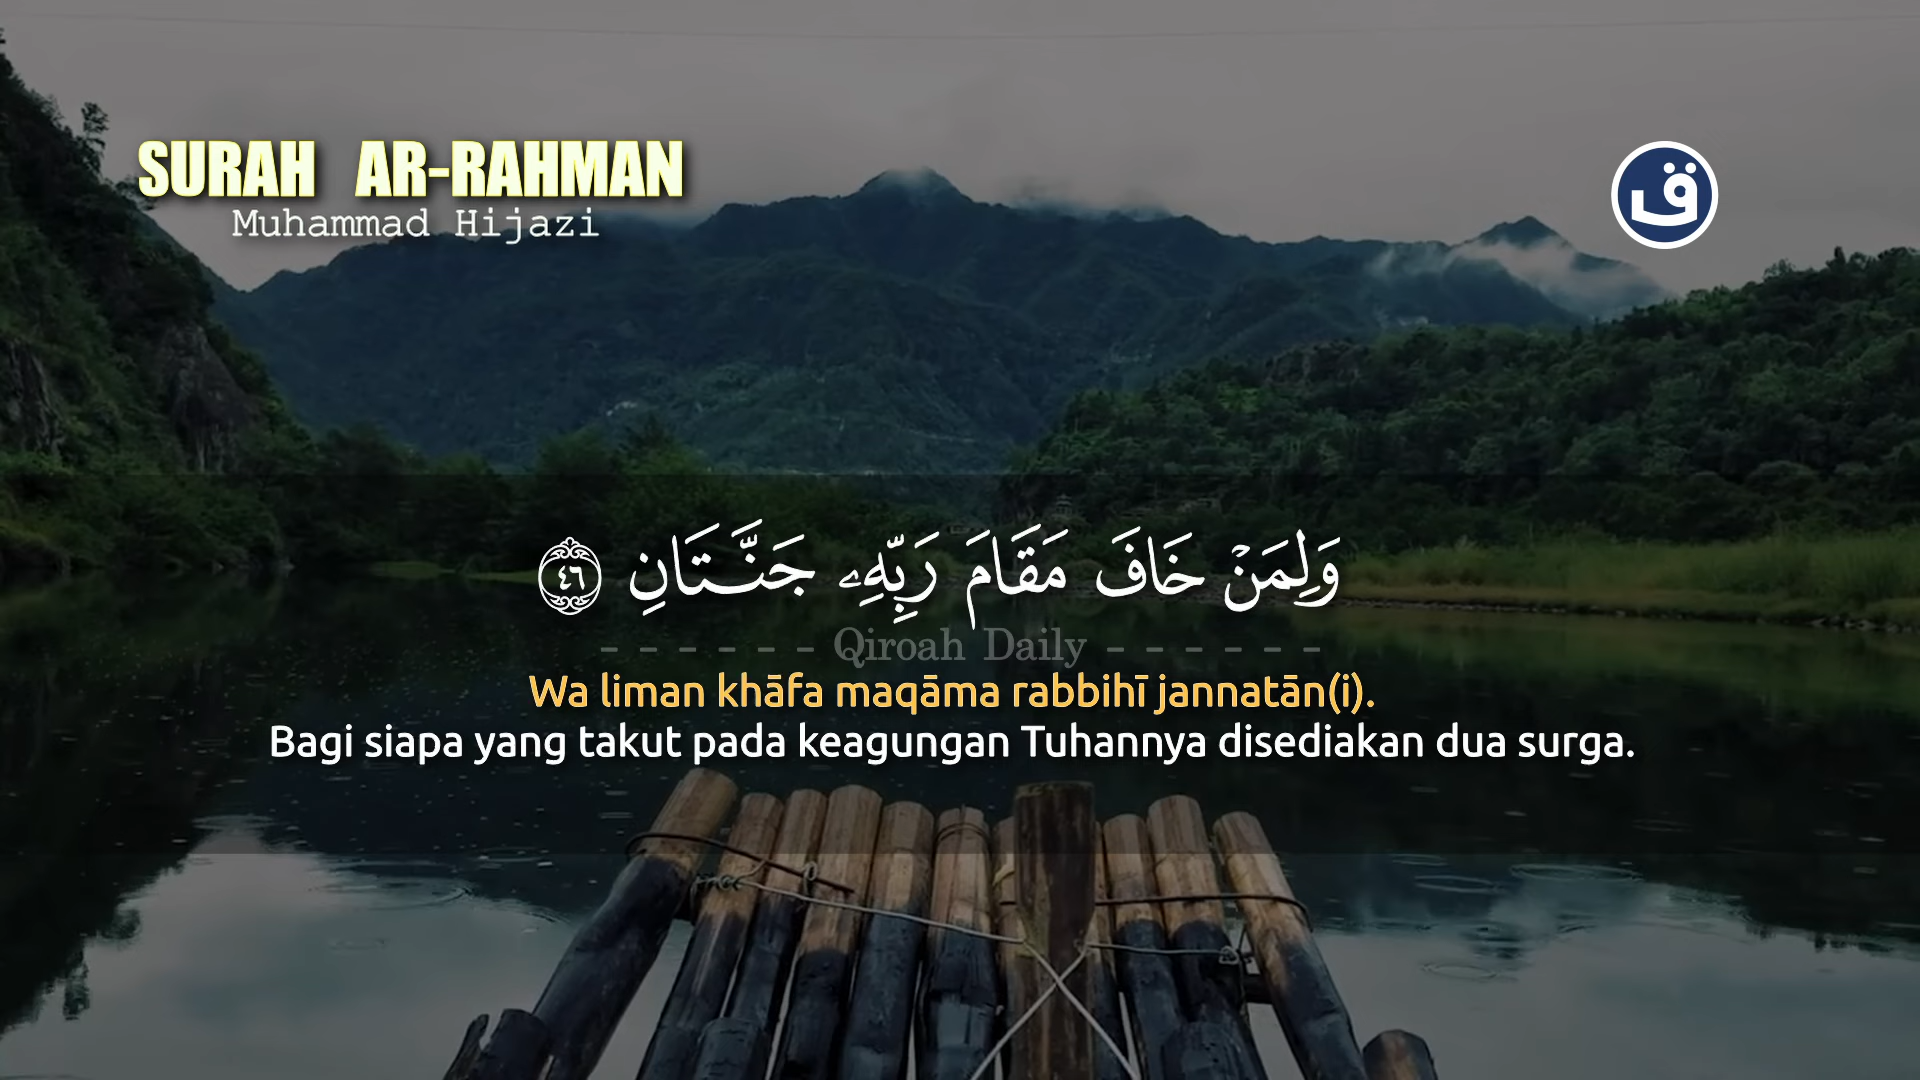 SURAH AR-RAHMAN
Muhammad Hijazi
ق
وَلِمَنْ خَافَ مَقَامَ رَبِّهِۦ جَنَّتَانِ ٤٦
- - - - - - Qiroah Daily - - - - - -
Wa liman khāfa maqāma rabbihī jannatān(i).
Bagi siapa yang takut pada keagungan Tuhannya disediakan dua surga.